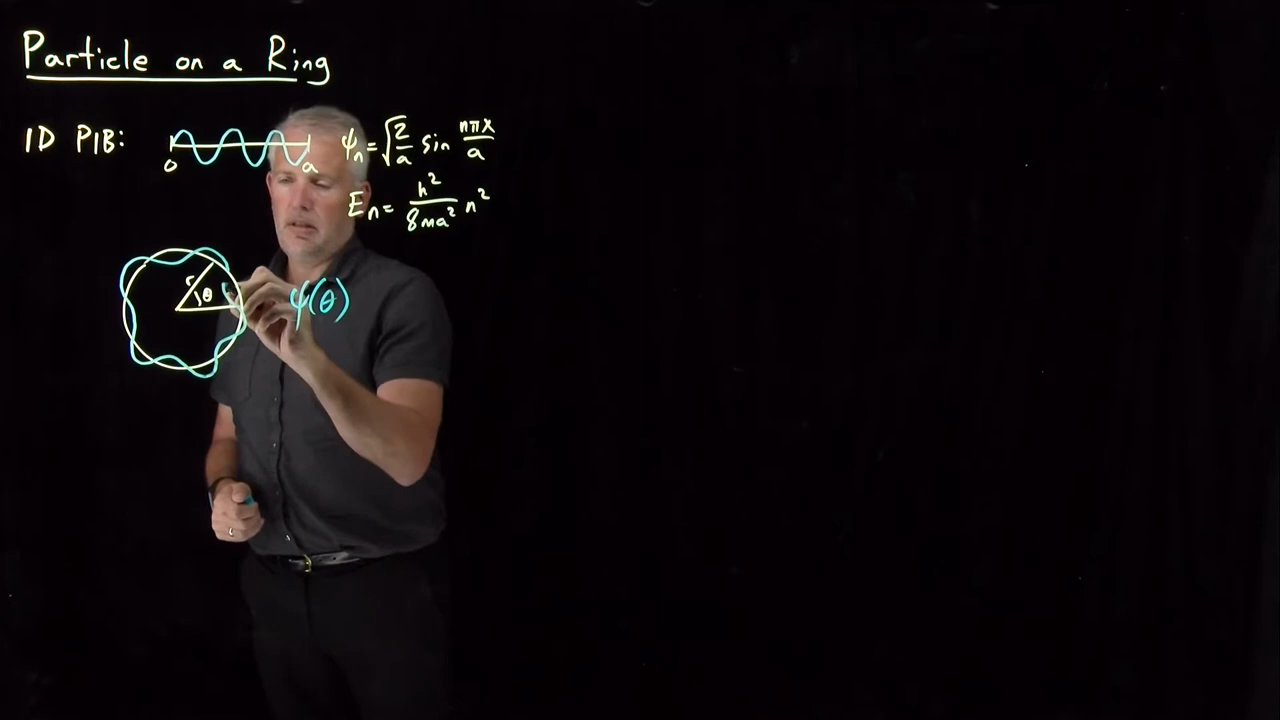 Particle on a Ring
1D PIB: 0 a ψₙ = √(2/a) sin nπx/a
Eₙ = h²/8ma² n²
r θ ψ(θ)